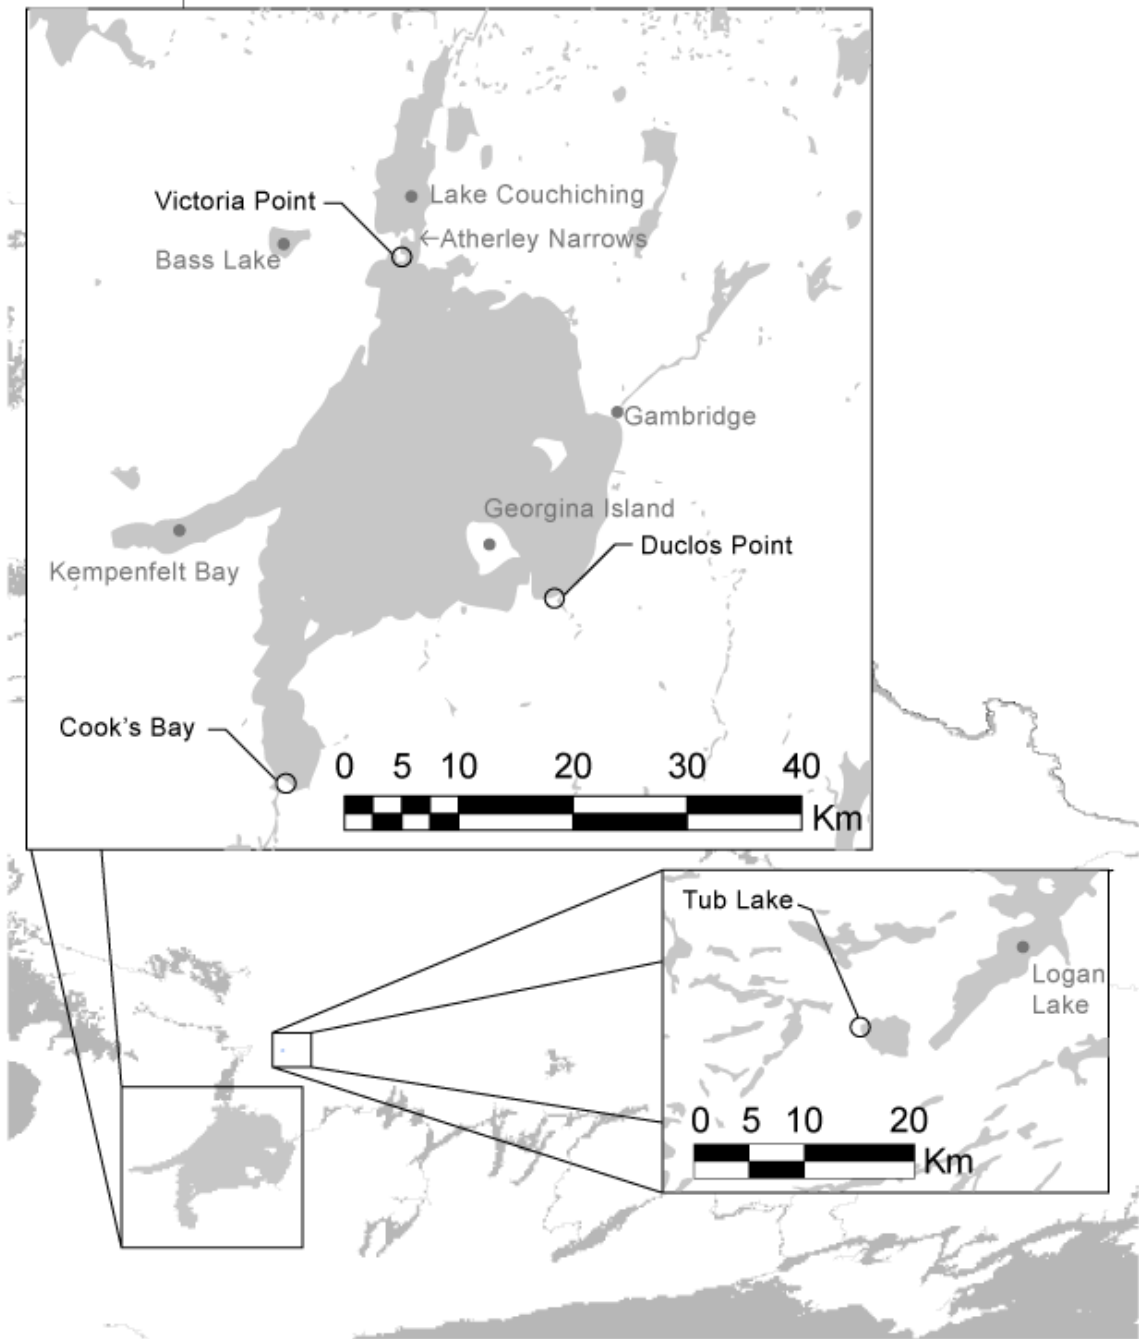 Victoria Point
Lake Couchiching
←Atherley Narrows
Bass Lake
Gambridge
Georgina Island
Duclos Point
Kempenfelt Bay
Cook's Bay
0 5 10 20 30 40
Km
Tub Lake
Logan
Lake
0 5 10 20
Km